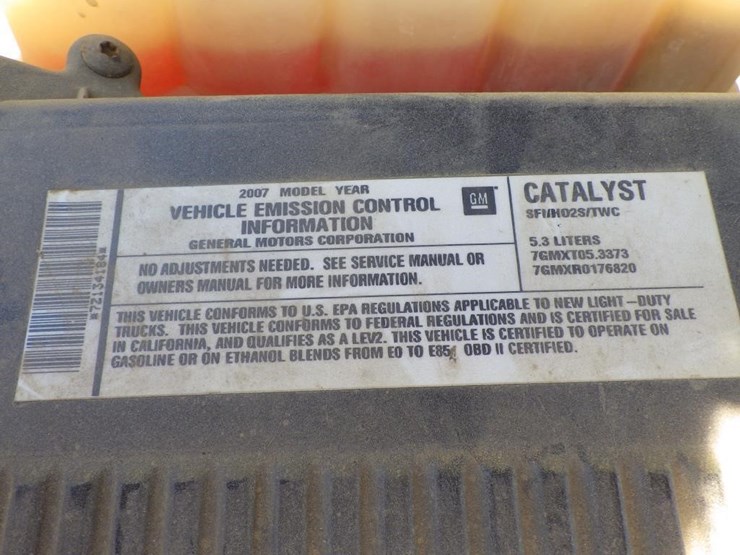 2007 MODEL YEAR
VEHICLE EMISSION CONTROL
INFORMATION
GENERAL MOTORS CORPORATION
GM
CATALYST
SFI/HO2S/TWC
5.3 LITERS
7GMXT05.3373
7GMXR0176820
NO ADJUSTMENTS NEEDED. SEE SERVICE MANUAL OR
OWNERS MANUAL FOR MORE INFORMATION.
THIS VEHICLE CONFORMS TO U.S. EPA REGULATIONS APPLICABLE TO NEW LIGHT-DUTY
TRUCKS. THIS VEHICLE CONFORMS TO FEDERAL REGULATIONS AND IS CERTIFIED FOR SALE
IN CALIFORNIA, AND QUALIFIES AS A LEV2. THIS VEHICLE IS CERTIFIED TO OPERATE ON
GASOLINE OR ON ETHANOL BLENDS FROM E0 TO E85. OBD II CERTIFIED.